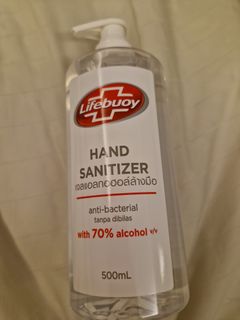 Lifebuoy
HAND
SANITIZER
เจลแอลกอฮอล์ล้างมือ
anti-bacterial
tanpa dibilas
with 70% alcohol v/v
500mL